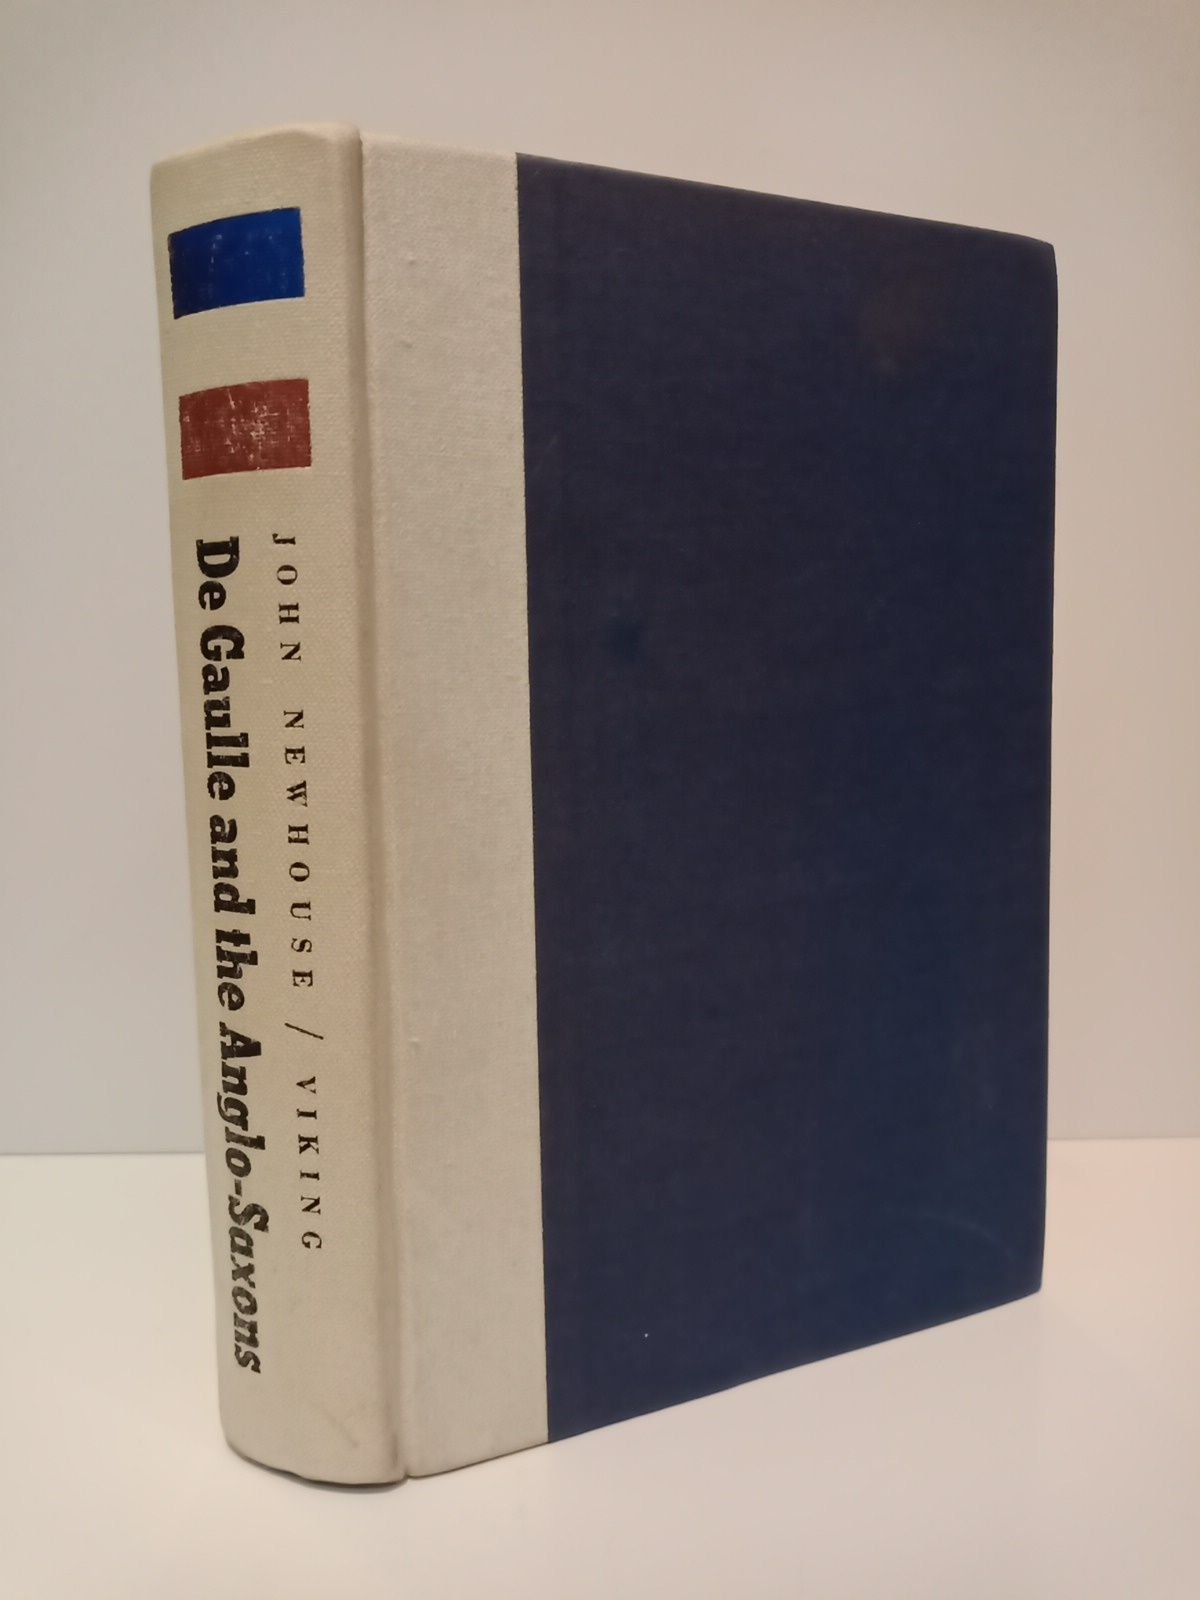 JOHN NEWHOUSE / VIKING
De Gaulle and the Anglo-Saxons